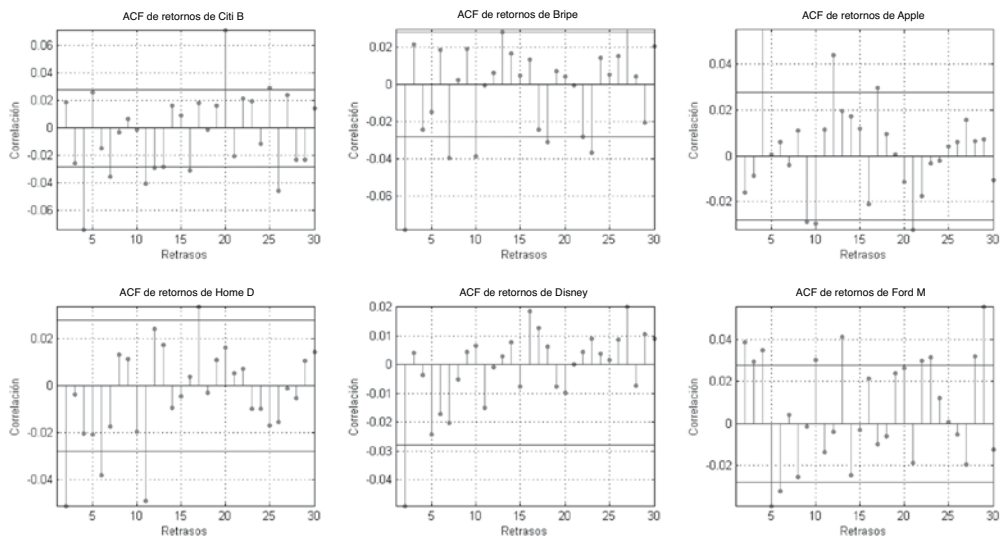 ACF de retornos de Citi B
0.06
0.04
0.02
0
-0.02
-0.04
-0.06
Correlación
5 10 15 20 25 30
Retrasos
ACF de retornos de Bripe
0.02
0
-0.02
-0.04
-0.06
Correlación
5 10 15 20 25 30
Retrasos
ACF de retornos de Apple
0.04
0.02
0
-0.02
Correlación
5 10 15 20 25 30
Retrasos
ACF de retornos de Home D
0.02
0
-0.02
-0.04
Correlación
5 10 15 20 25 30
Retrasos
ACF de retornos de Disney
0.02
0.01
0
-0.01
-0.02
-0.03
-0.04
Correlación
5 10 15 20 25 30
Retrasos
ACF de retornos de Ford M
0.04
0.02
0
-0.02
Correlación
5 10 15 20 25 30
Retrasos